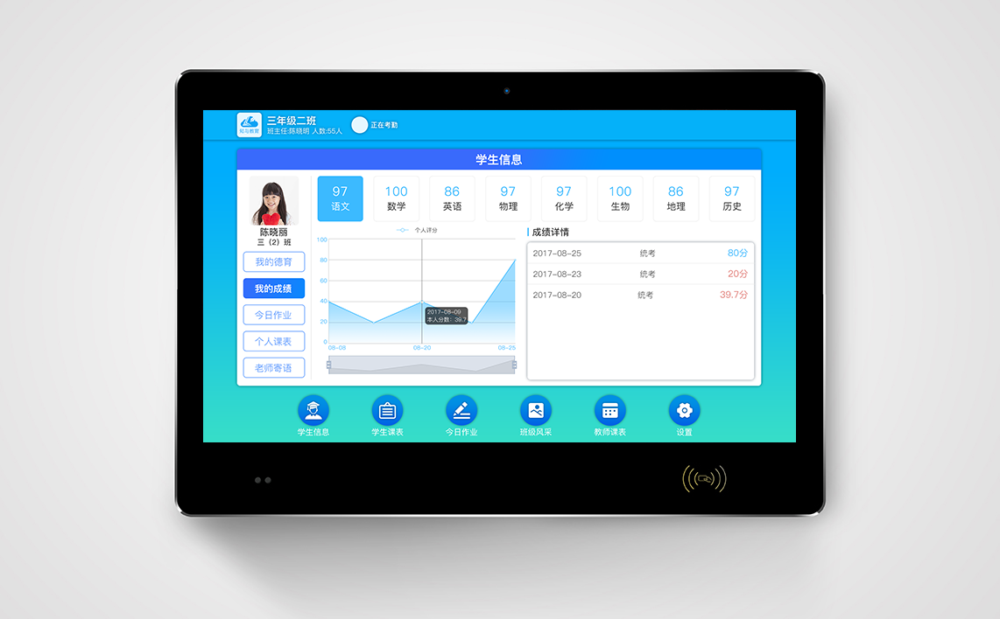 知鸟教育
三年级二班
班主任:陈晓明 人数:55人
正在考勤
学生信息
陈晓丽
三（2）班
我的德育
我的成绩
今日作业
个人课表
老师寄语
97 100 86 97 97 100 86 97
语文 数学 英语 物理 化学 生物 地理 历史
个人评分
100
80
60
40
20
0
2017-08-09
本人分数：39.7
08-08 08-20 08-25
成绩详情
2017-08-25 统考 80分
2017-08-23 统考 20分
2017-08-20 统考 39.7分
学生信息 学生课表 今日作业 班级风采 教师课表 设置